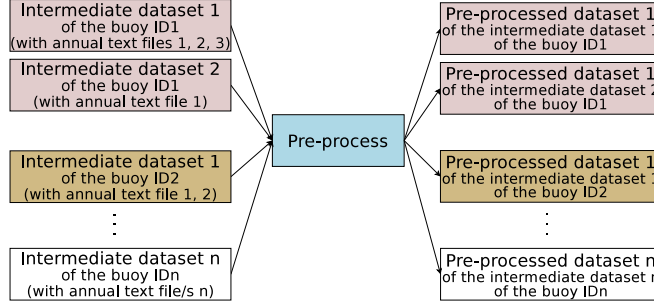 Intermediate dataset 1
of the buoy ID1
(with annual text files 1, 2, 3)
Intermediate dataset 2
of the buoy ID1
(with annual text file 1)
Intermediate dataset 1
of the buoy ID2
(with annual text file 1, 2)
Intermediate dataset n
of the buoy IDn
(with annual text file/s n)
Pre-process
Pre-processed dataset 1
of the intermediate dataset 1
of the buoy ID1
Pre-processed dataset 1
of the intermediate dataset 2
of the buoy ID1
Pre-processed dataset 1
of the intermediate dataset 1
of the buoy ID2
Pre-processed dataset n
of the intermediate dataset n
of the buoy IDn